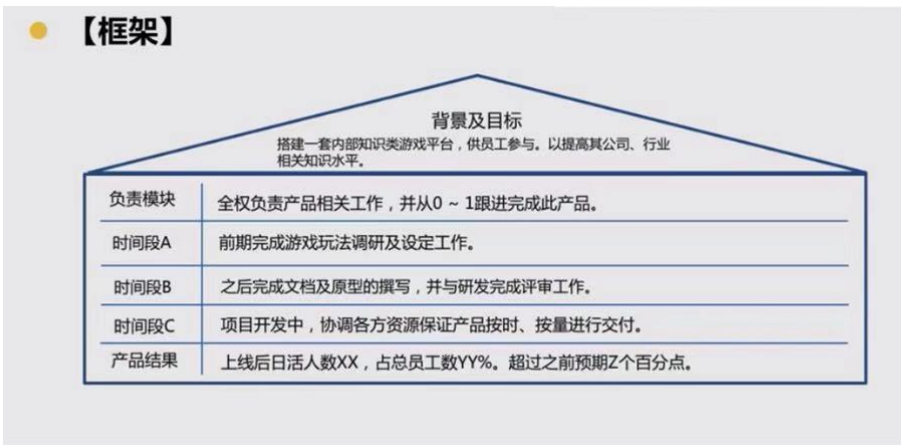 【框架】
背景及目标
搭建一套内部知识类游戏平台，供员工参与。以提高其公司、行业
相关知识水平。
负责模块 全权负责产品相关工作，并从0 ~ 1跟进完成此产品。
时间段A 前期完成游戏玩法调研及设定工作。
时间段B 之后完成文档及原型的撰写，并与研发完成评审工作。
时间段C 项目开发中，协调各方资源保证产品按时、按量进行交付。
产品结果 上线后日活人数XX，占总员工数YY%。超过之前预期Z个百分点。